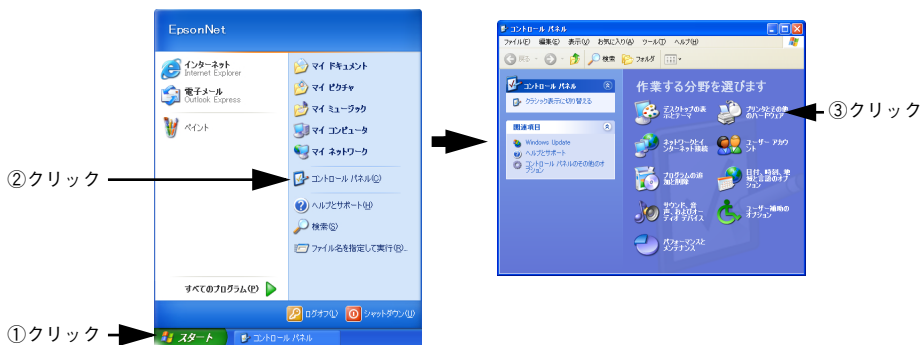 EpsonNet
インターネット
Internet Explorer
電子メール
Outlook Express
ペイント
すべてのプログラム(P)
マイ ドキュメント
マイ ピクチャ
マイ ミュージック
マイ コンピュータ
マイ ネットワーク
コントロール パネル(C)
ヘルプとサポート(H)
検索(S)
ファイル名を指定して実行(R)...
ログオフ(L)
シャットダウン(U)
スタート
コントロール パネル
②クリック
①クリック
コントロール パネル
ファイル(F) 編集(E) 表示(V) お気に入り(A) ツール(T) ヘルプ(H)
戻る
検索
フォルダ
コントロール パネル
クラシック表示に切り替える
関連項目
Windows Update
ヘルプとサポート
コントロール パネルのその他のオ
プション
作業する分野を選びます
デスクトップの表
示とテーマ
プリンタとその他
のハードウェア
ネットワークとイ
ンターネット接続
ユーザー アカウ
ント
プログラムの追
加と削除
日付、時刻、地
域と言語のオプ
ション
サウンド、音
声、およびオー
ディオ デバイス
ユーザー補助の
オプション
パフォーマンスと
メンテナンス
③クリック